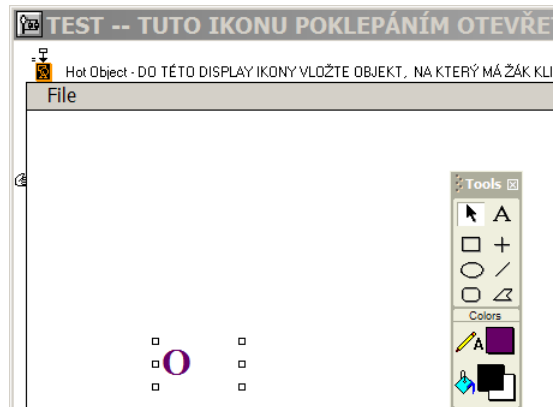 TEST -- TUTO IKONU POKLEPÁNÍM OTEVŘE
Hot Object - DO TÉTO DISPLAY IKONY VLOŽTE OBJEKT, NA KTERÝ MÁ ŽÁK KLI
File
Tools
A
Colors
A
O